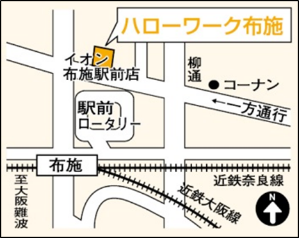 ハローワーク布施
イオン
布施駅前店
柳通
コーナン
一方通行
駅前
ロータリー
布施
近鉄奈良線
近鉄大阪線
至大阪難波
N